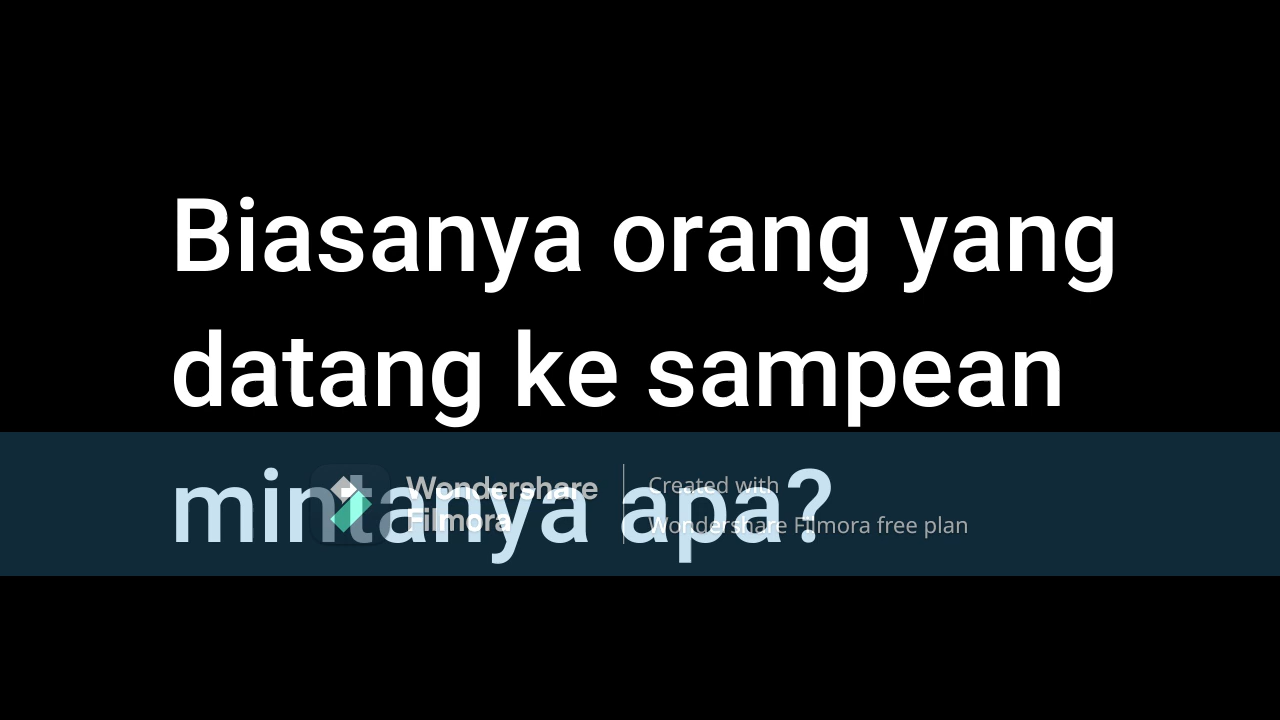 Biasanya orang yang
datang ke sampean
mintanya apa?
Wondershare
Filmora
Created with
Wondershare Filmora free plan